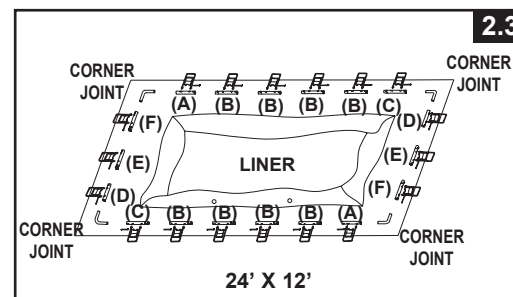 2.3
CORNER
JOINT
CORNER
JOINT
(A) (B) (B) (B) (B) (C)
(F) (D)
(E) LINER (E)
(D) (F)
(C) (B) (B) (B) (B) (A)
CORNER
JOINT
CORNER
JOINT
24' X 12'